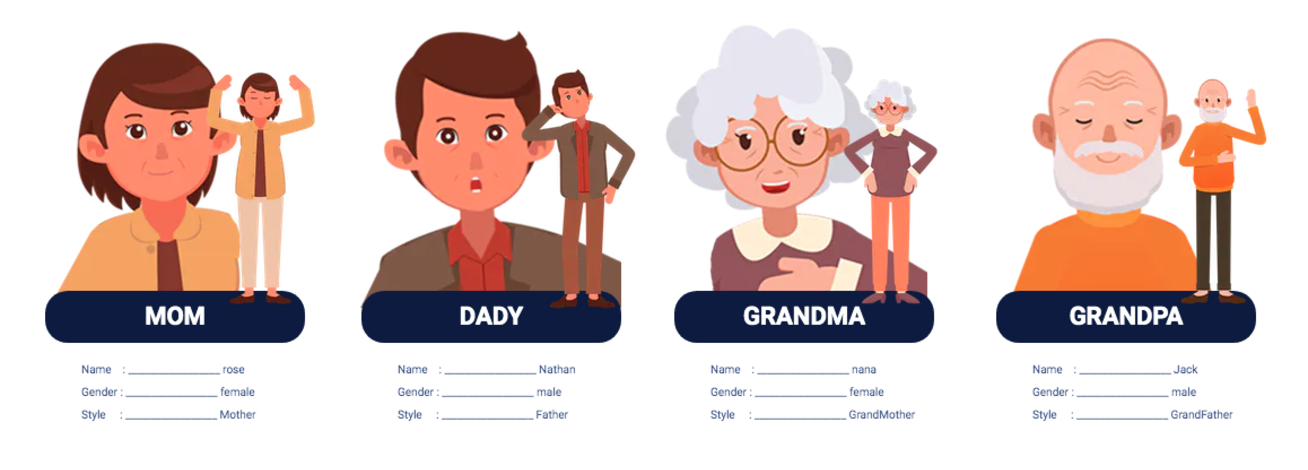 MOM
Name : ________________ rose
Gender : ________________ female
Style : ________________ Mother
DADY
Name : ________________ Nathan
Gender : ________________ male
Style : ________________ Father
GRANDMA
Name : ________________ nana
Gender : ________________ female
Style : ________________ GrandMother
GRANDPA
Name : ________________ Jack
Gender : ________________ male
Style : ________________ GrandFather